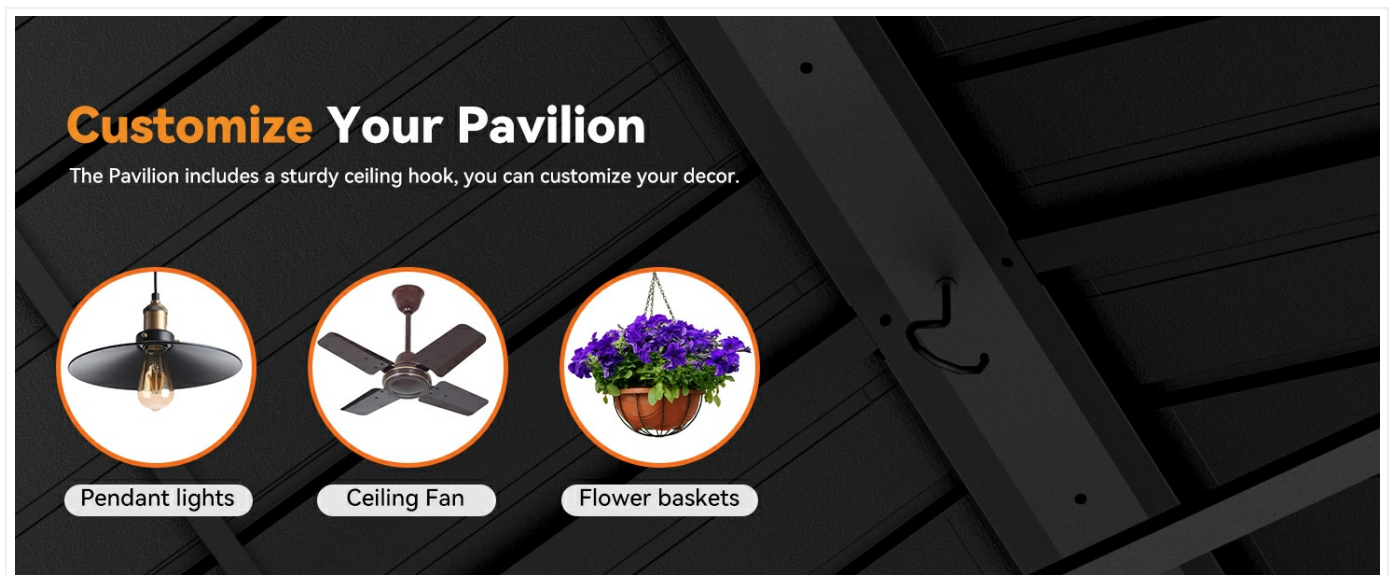 Customize Your Pavilion
The Pavilion includes a sturdy ceiling hook, you can customize your decor.
Pendant lights
Ceiling Fan
Flower baskets